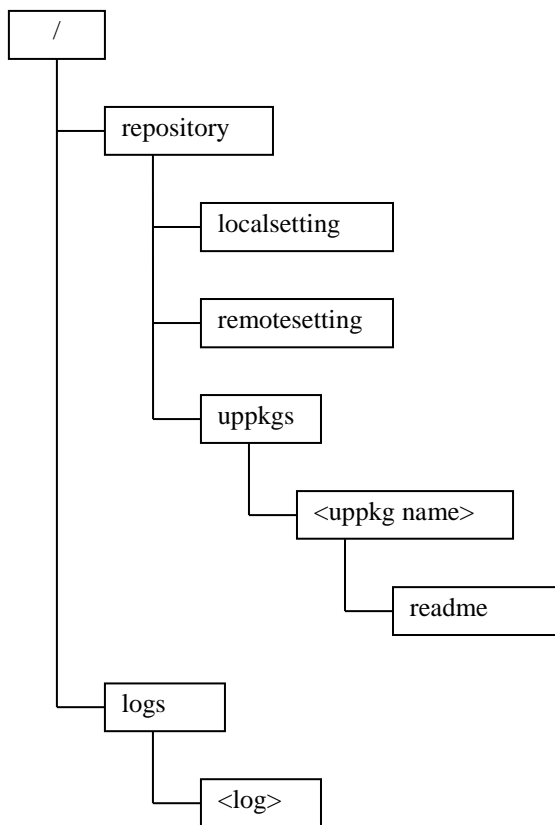 /
repository
localsetting
remotesetting
uppkgs
<uppkg name>
readme
logs
<log>